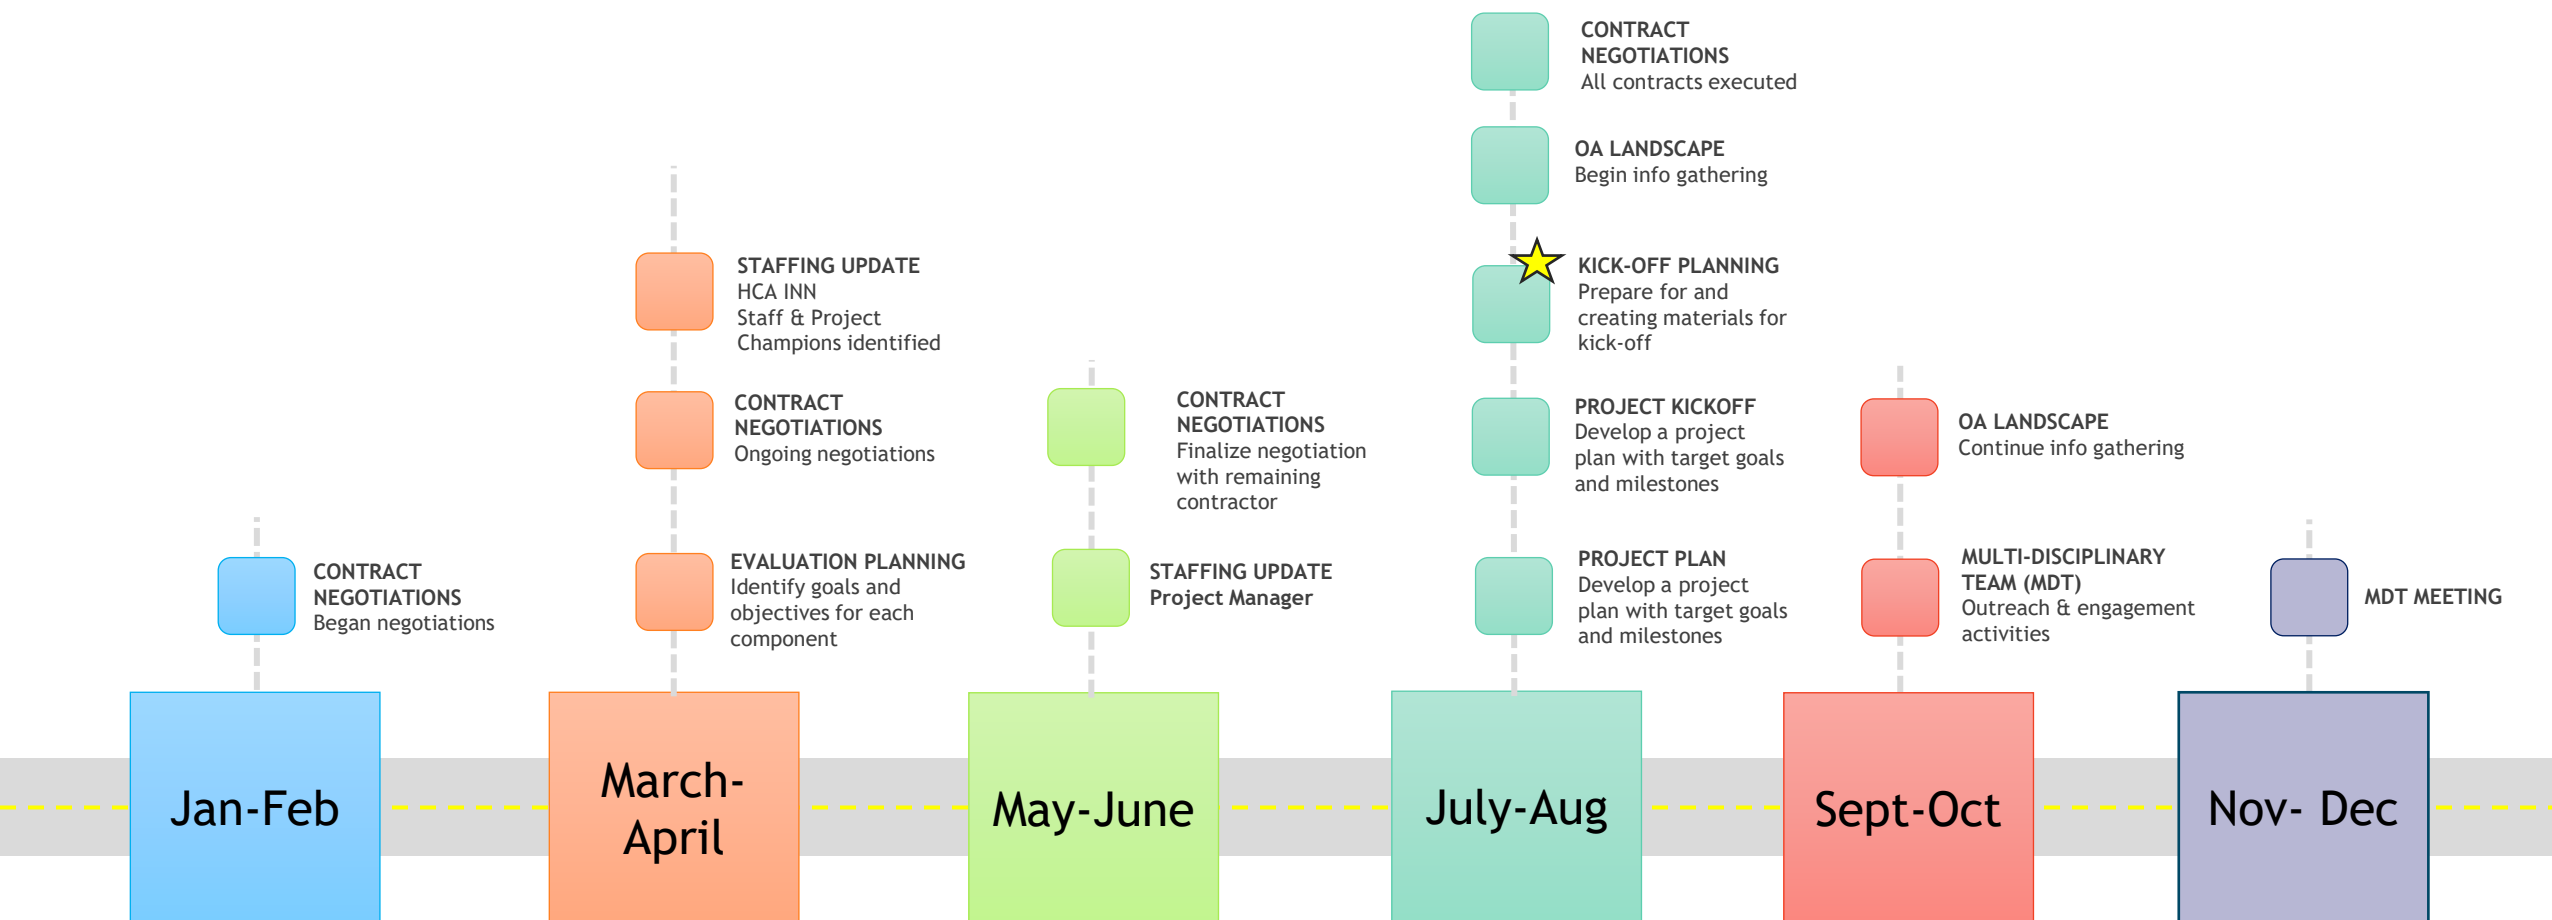 CONTRACT
NEGOTIATIONS
Began negotiations
Jan-Feb
STAFFING UPDATE
HCA INN
Staff & Project
Champions identified
CONTRACT
NEGOTIATIONS
Ongoing negotiations
EVALUATION PLANNING
Identify goals and
objectives for each
component
March-
April
CONTRACT
NEGOTIATIONS
Finalize negotiation
with remaining
contractor
STAFFING UPDATE
Project Manager
May-June
CONTRACT
NEGOTIATIONS
All contracts executed
OA LANDSCAPE
Begin info gathering
KICK-OFF PLANNING
Prepare for and
creating materials for
kick-off
PROJECT KICKOFF
Develop a project
plan with target goals
and milestones
PROJECT PLAN
Develop a project
plan with target goals
and milestones
July-Aug
OA LANDSCAPE
Continue info gathering
MULTI-DISCIPLINARY
TEAM (MDT)
Outreach & engagement
activities
Sept-Oct
MDT MEETING
Nov- Dec